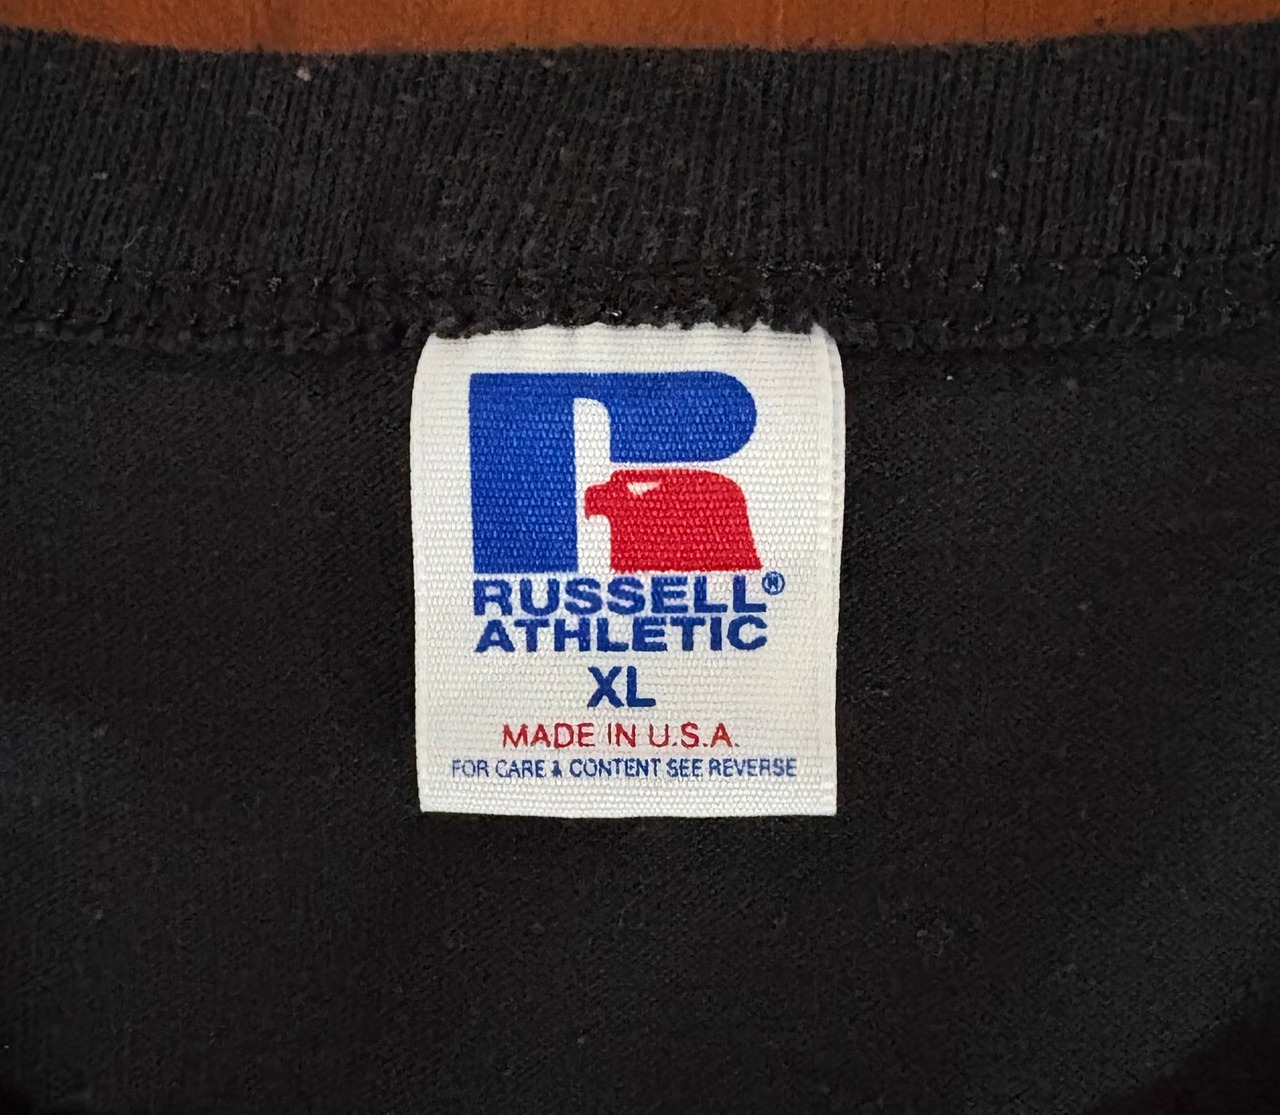 RUSSELL®
ATHLETIC
XL
MADE IN U.S.A.
FOR CARE & CONTENT SEE REVERSE